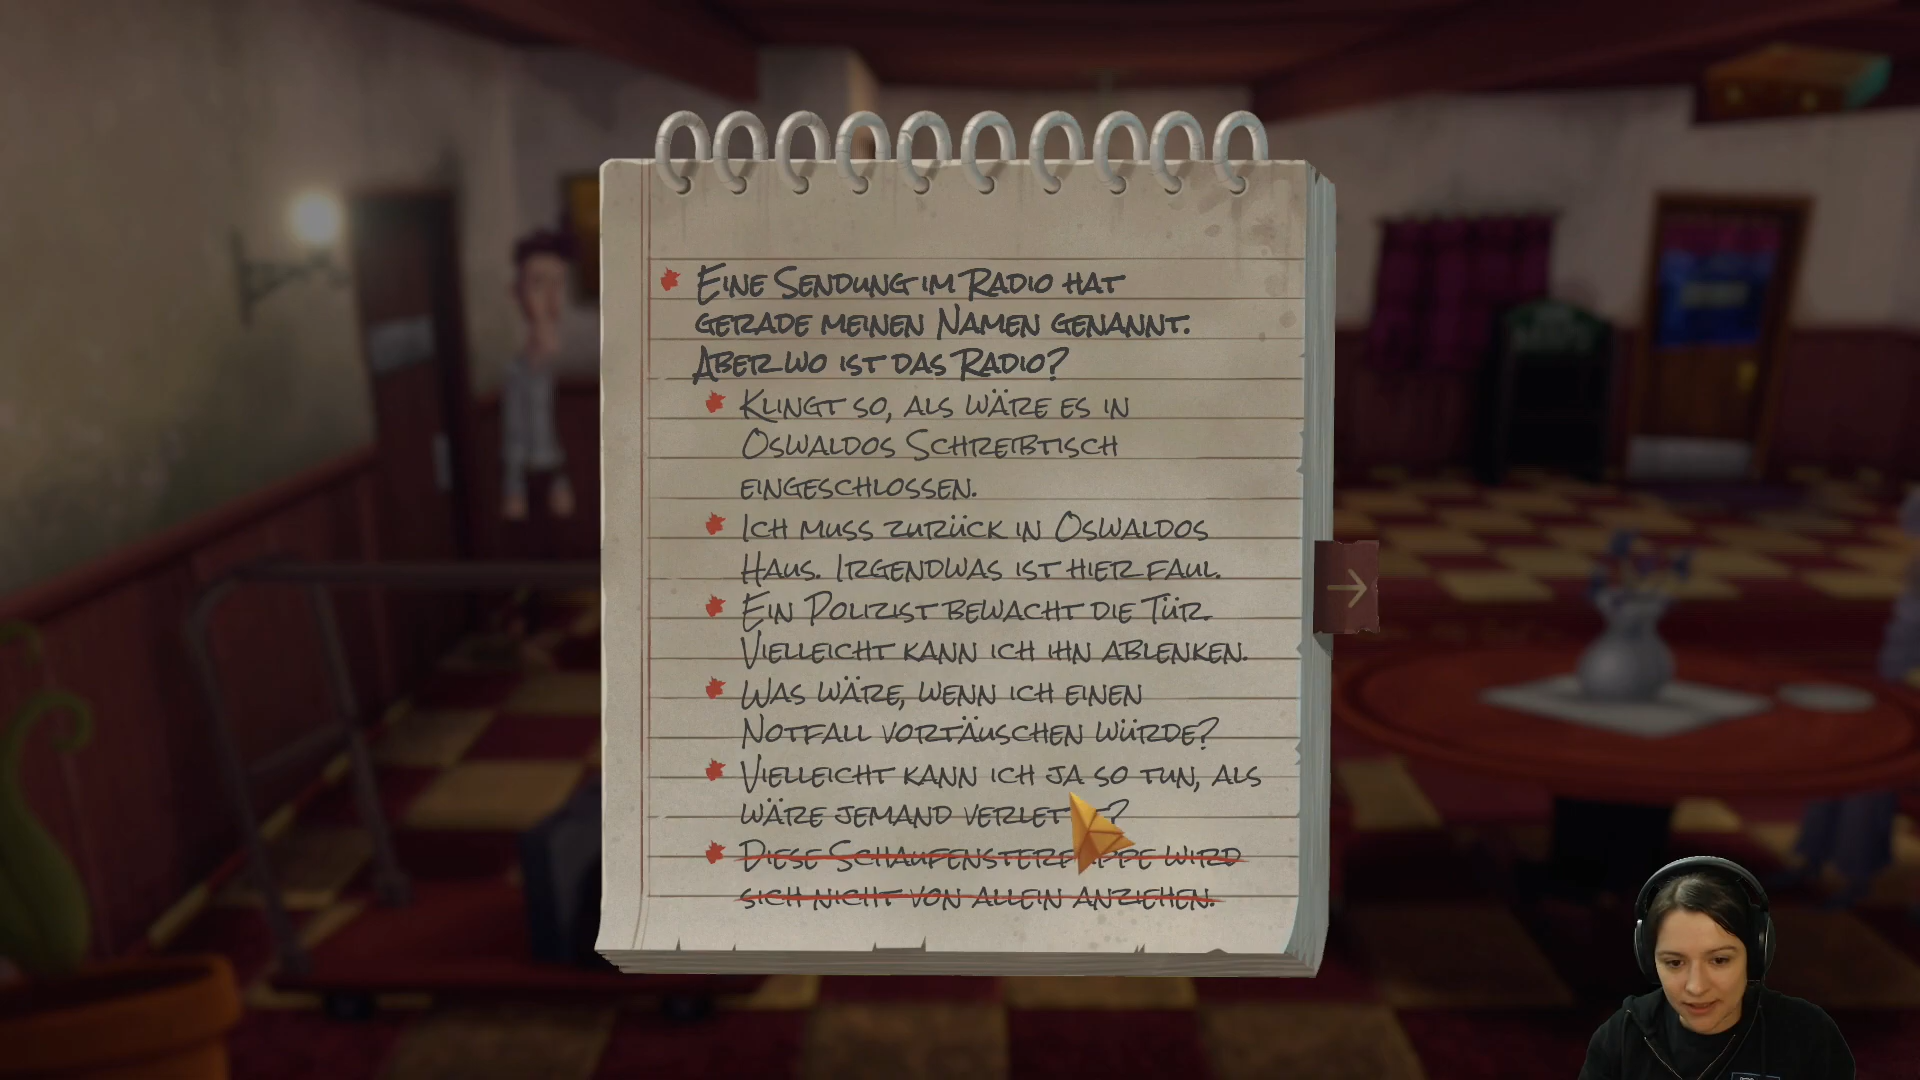 Eine Sendung im Radio hat
gerade meinen Namen genannt.
Aber wo ist das Radio?
Klingt so, als wäre es in
Oswaldos Schreibtisch
eingeschlossen.
Ich muss zurück in Oswaldos
Haus. Irgendwas ist hier faul.
Ein Polizist bewacht die Tür.
Vielleicht kann ich ihn ablenken.
Was wäre, wenn ich einen
Notfall vortäuschen würde?
Vielleicht kann ich ja so tun, als
wäre jemand verletzt?
Diese Schaufensterpuppe wird
sich nicht von allein anziehen.